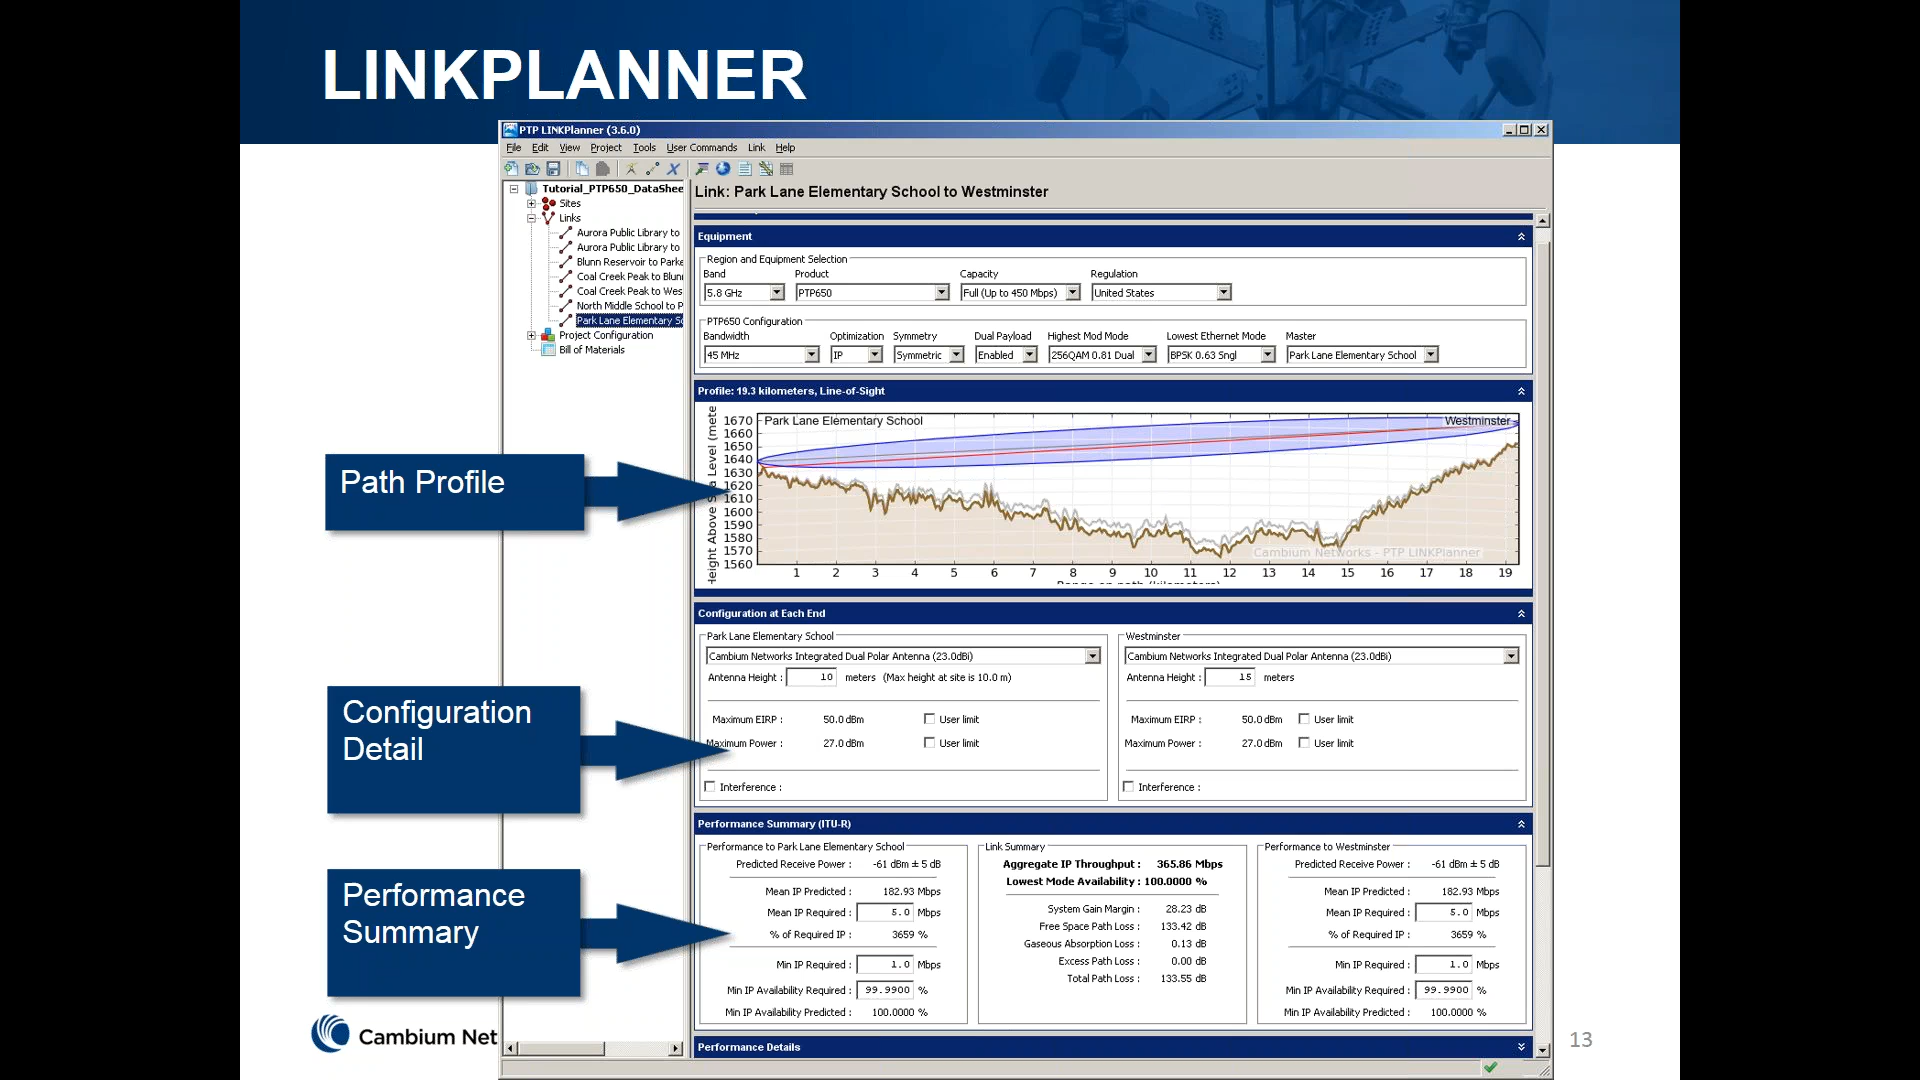 LINKPLANNER
PTP LINKPlanner (3.6.0)
File Edit View Project Tools User Commands Link Help
Tutorial_PTP650_DataShee
Sites
Links
Aurora Public Library to
Aurora Public Library to
Blunn Reservoir to Parke
Coal Creek Peak to Blun
Coal Creek Peak to Wes
North Middle School to P
Park Lane Elementary Sc
Project Configuration
Bill of Materials
Link: Park Lane Elementary School to Westminster
Equipment
Region and Equipment Selection
Band Product Capacity Regulation
5.8 GHz PTP650 Full (Up to 450 Mbps) United States
PTP650 Configuration
Bandwidth Optimization Symmetry Dual Payload Highest Mod Mode Lowest Ethernet Mode Master
45 MHz IP Symmetric Enabled 256QAM 0.81 Dual BPSK 0.63 Sngl Park Lane Elementary School
Profile: 19.3 kilometers, Line-of-Sight
Park Lane Elementary School
Westminster
1670
1660
1650
1640
1630
1620
1610
1600
1590
1580
1570
1560
Cambium Networks - PTP LINKPlanner
1 2 3 4 5 6 7 8 9 10 11 12 13 14 15 16 17 18 19
Range on path (kilometers)
Path Profile
Configuration at Each End
Park Lane Elementary School
Cambium Networks Integrated Dual Polar Antenna (23.0dBi)
Antenna Height : 10 meters (Max height at site is 10.0 m)
Maximum EIRP : 50.0 dBm User limit
Maximum Power : 27.0 dBm User limit
Interference :
Westminster
Cambium Networks Integrated Dual Polar Antenna (23.0dBi)
Antenna Height : 15 meters
Maximum EIRP : 50.0 dBm User limit
Maximum Power : 27.0 dBm User limit
Interference :
Configuration
Detail
Performance Summary (ITU-R)
Performance to Park Lane Elementary School
Predicted Receive Power : -61 dBm ± 5 dB
Mean IP Predicted : 182.93 Mbps
Mean IP Required : 5.0 Mbps
% of Required IP : 3659 %
Min IP Required : 1.0 Mbps
Min IP Availability Required : 99.9900 %
Min IP Availability Predicted : 100.0000 %
Link Summary
Aggregate IP Throughput : 365.86 Mbps
Lowest Mode Availability : 100.0000 %
System Gain Margin : 28.23 dB
Free Space Path Loss : 133.42 dB
Gaseous Absorption Loss : 0.13 dB
Excess Path Loss : 0.00 dB
Total Path Loss : 133.55 dB
Performance to Westminster
Predicted Receive Power : -61 dBm ± 5 dB
Mean IP Predicted : 182.93 Mbps
Mean IP Required : 5.0 Mbps
% of Required IP : 3659 %
Min IP Required : 1.0 Mbps
Min IP Availability Required : 99.9900 %
Min IP Availability Predicted : 100.0000 %
Performance
Summary
Performance Details
Cambium Net
13